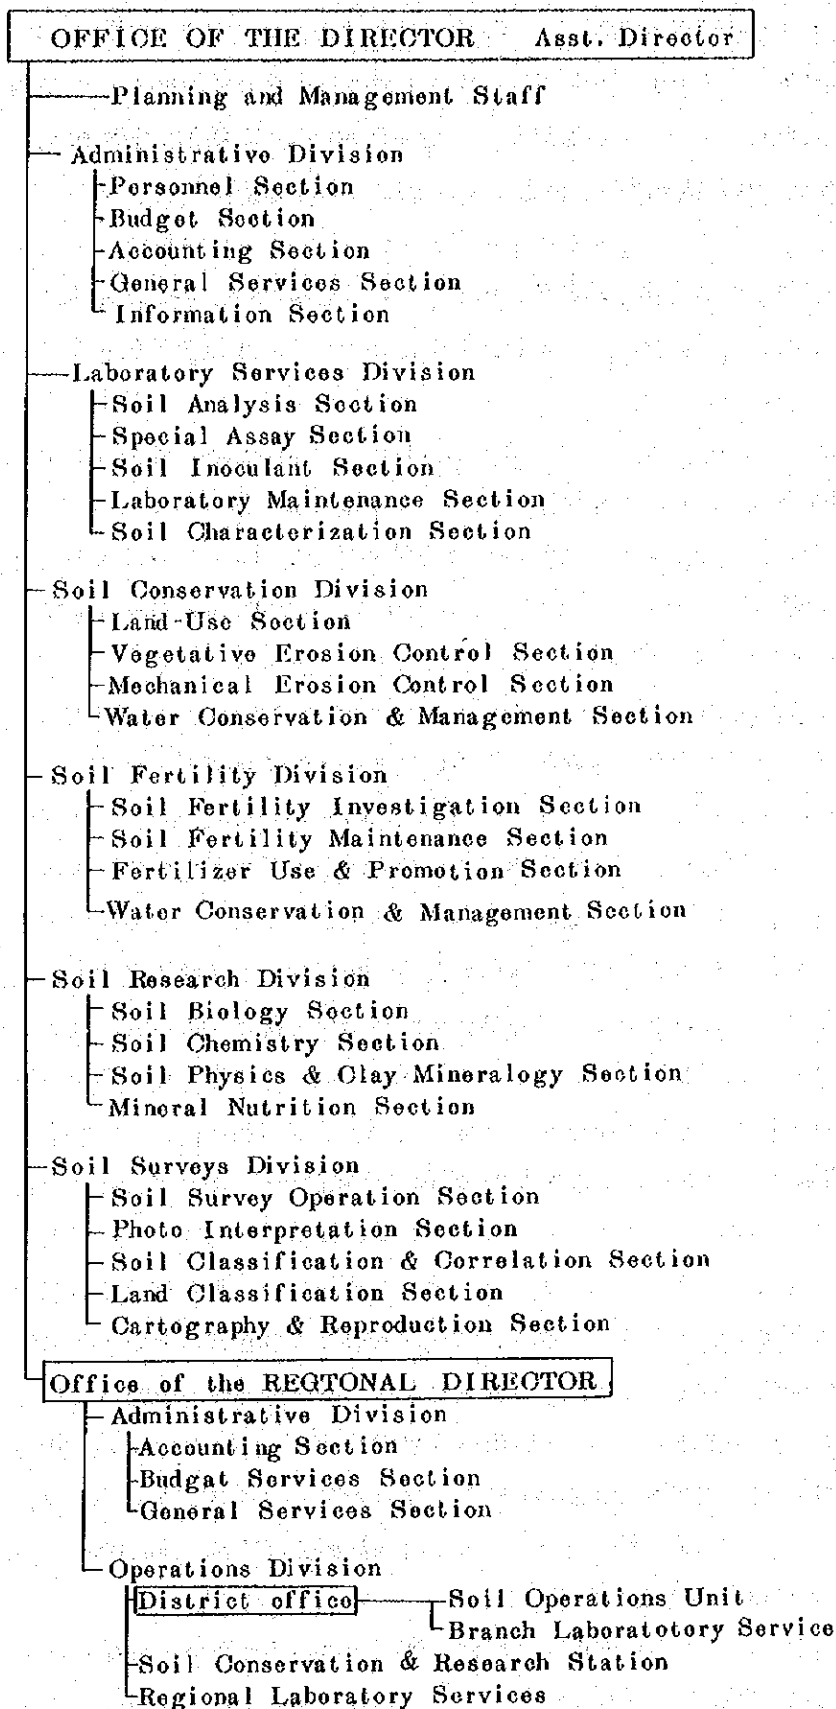 OFFICE OF THE DIRECTOR Asst. Director
Planning and Management Staff
Administrative Division
Personnel Section
Budget Section
Accounting Section
General Services Section
Information Section
Laboratory Services Division
Soil Analysis Section
Special Assay Section
Soil Inoculant Section
Laboratory Maintenance Section
Soil Characterization Section
Soil Conservation Division
Land-Use Section
Vegetative Erosion Control Section
Mechanical Erosion Control Section
Water Conservation & Management Section
Soil Fertility Division
Soil Fertility Investigation Section
Soil Fertility Maintenance Section
Fertilizer Use & Promotion Section
Water Conservation & Management Section
Soil Research Division
Soil Biology Section
Soil Chemistry Section
Soil Physics & Clay Mineralogy Section
Mineral Nutrition Section
Soil Surveys Division
Soil Survey Operation Section
Photo Interpretation Section
Soil Classification & Correlation Section
Land Classification Section
Cartography & Reproduction Section
Office of the REGTONAL DIRECTOR
Administrative Division
Accounting Section
Budgat Services Section
General Services Section
Operations Division
District office Soil Operations Unit
Branch Laboratotory Service
Soil Conservation & Research Station
Regional Laboratory Services